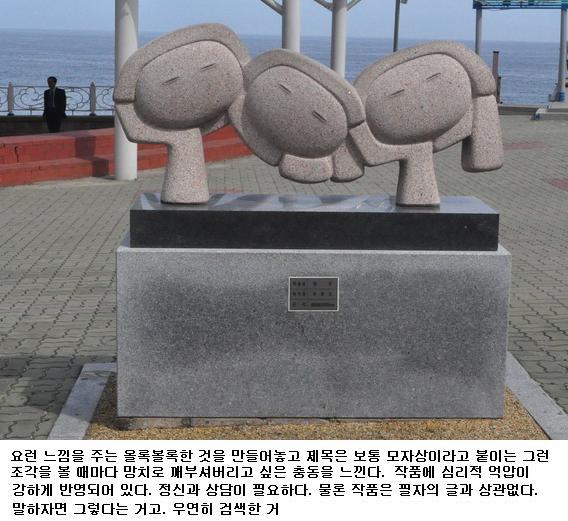 요런 느낌을 주는 올록볼록한 것을 만들어놓고 제목은 보통 모자상이라고 붙이는 그런
조각을 볼 때마다 망치로 깨부셔버리고 싶은 충동을 느낀다. 작품에 심리적 억압이
강하게 반영되어 있다. 정신과 상담이 필요하다. 물론 작품은 필자의 글과 상관없다.
말하자면 그렇다는 거고. 우연히 검색한 거